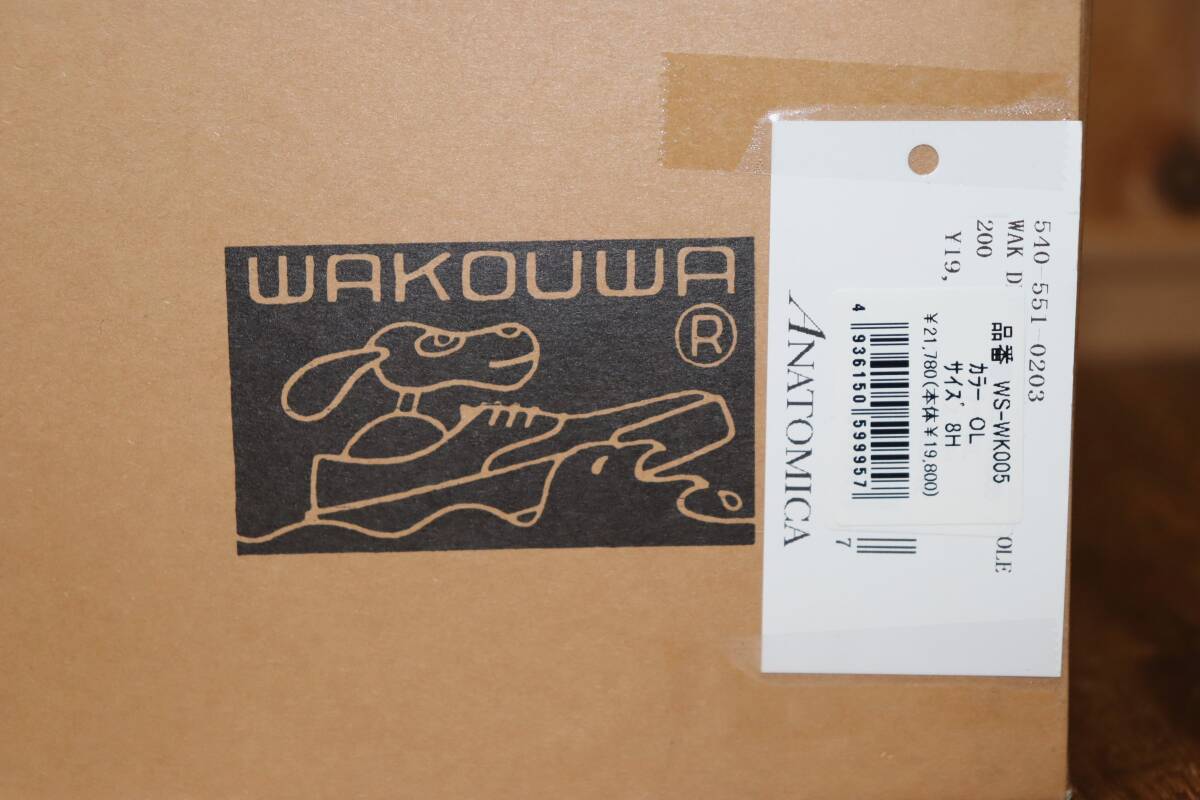 WAKOUWA
®
540-551-0203
WAK D
200 OLE
Y19,
品番 WS-WK005
カラー OL
サイズ 8H
¥21,780(本体¥19,800)
4 936150 599957
7
ANATOMICA